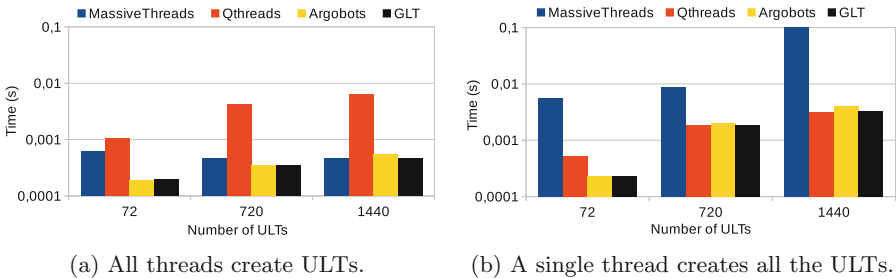 MassiveThreads Qthreads Argobots GLT
0,1
0,01
0,001
0,0001
Time (s)
72 720 1440
Number of ULTs
(a) All threads create ULTs.
MassiveThreads Qthreads Argobots GLT
0,1
0,01
0,001
0,0001
Time (s)
72 720 1440
Number of ULTs
(b) A single thread creates all the ULTs.